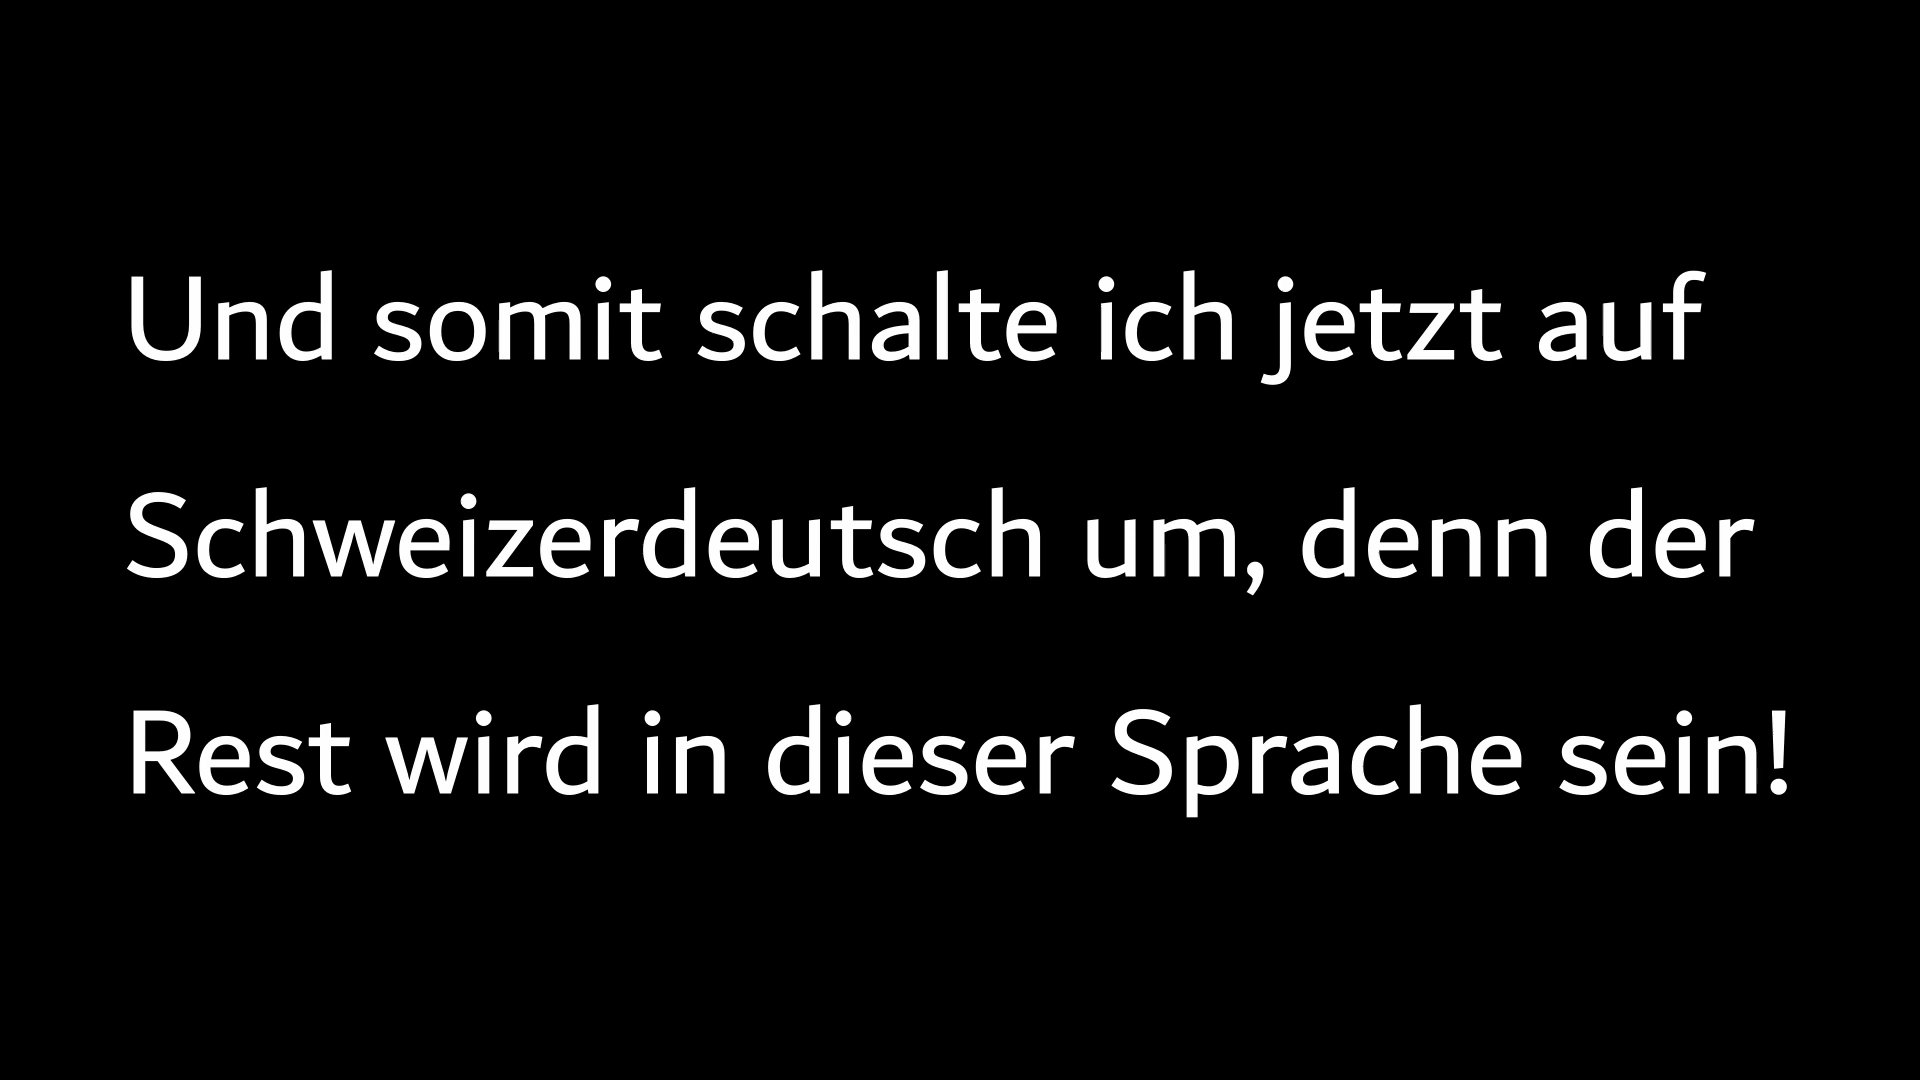 Und somit schalte ich jetzt auf
Schweizerdeutsch um, denn der
Rest wird in dieser Sprache sein!